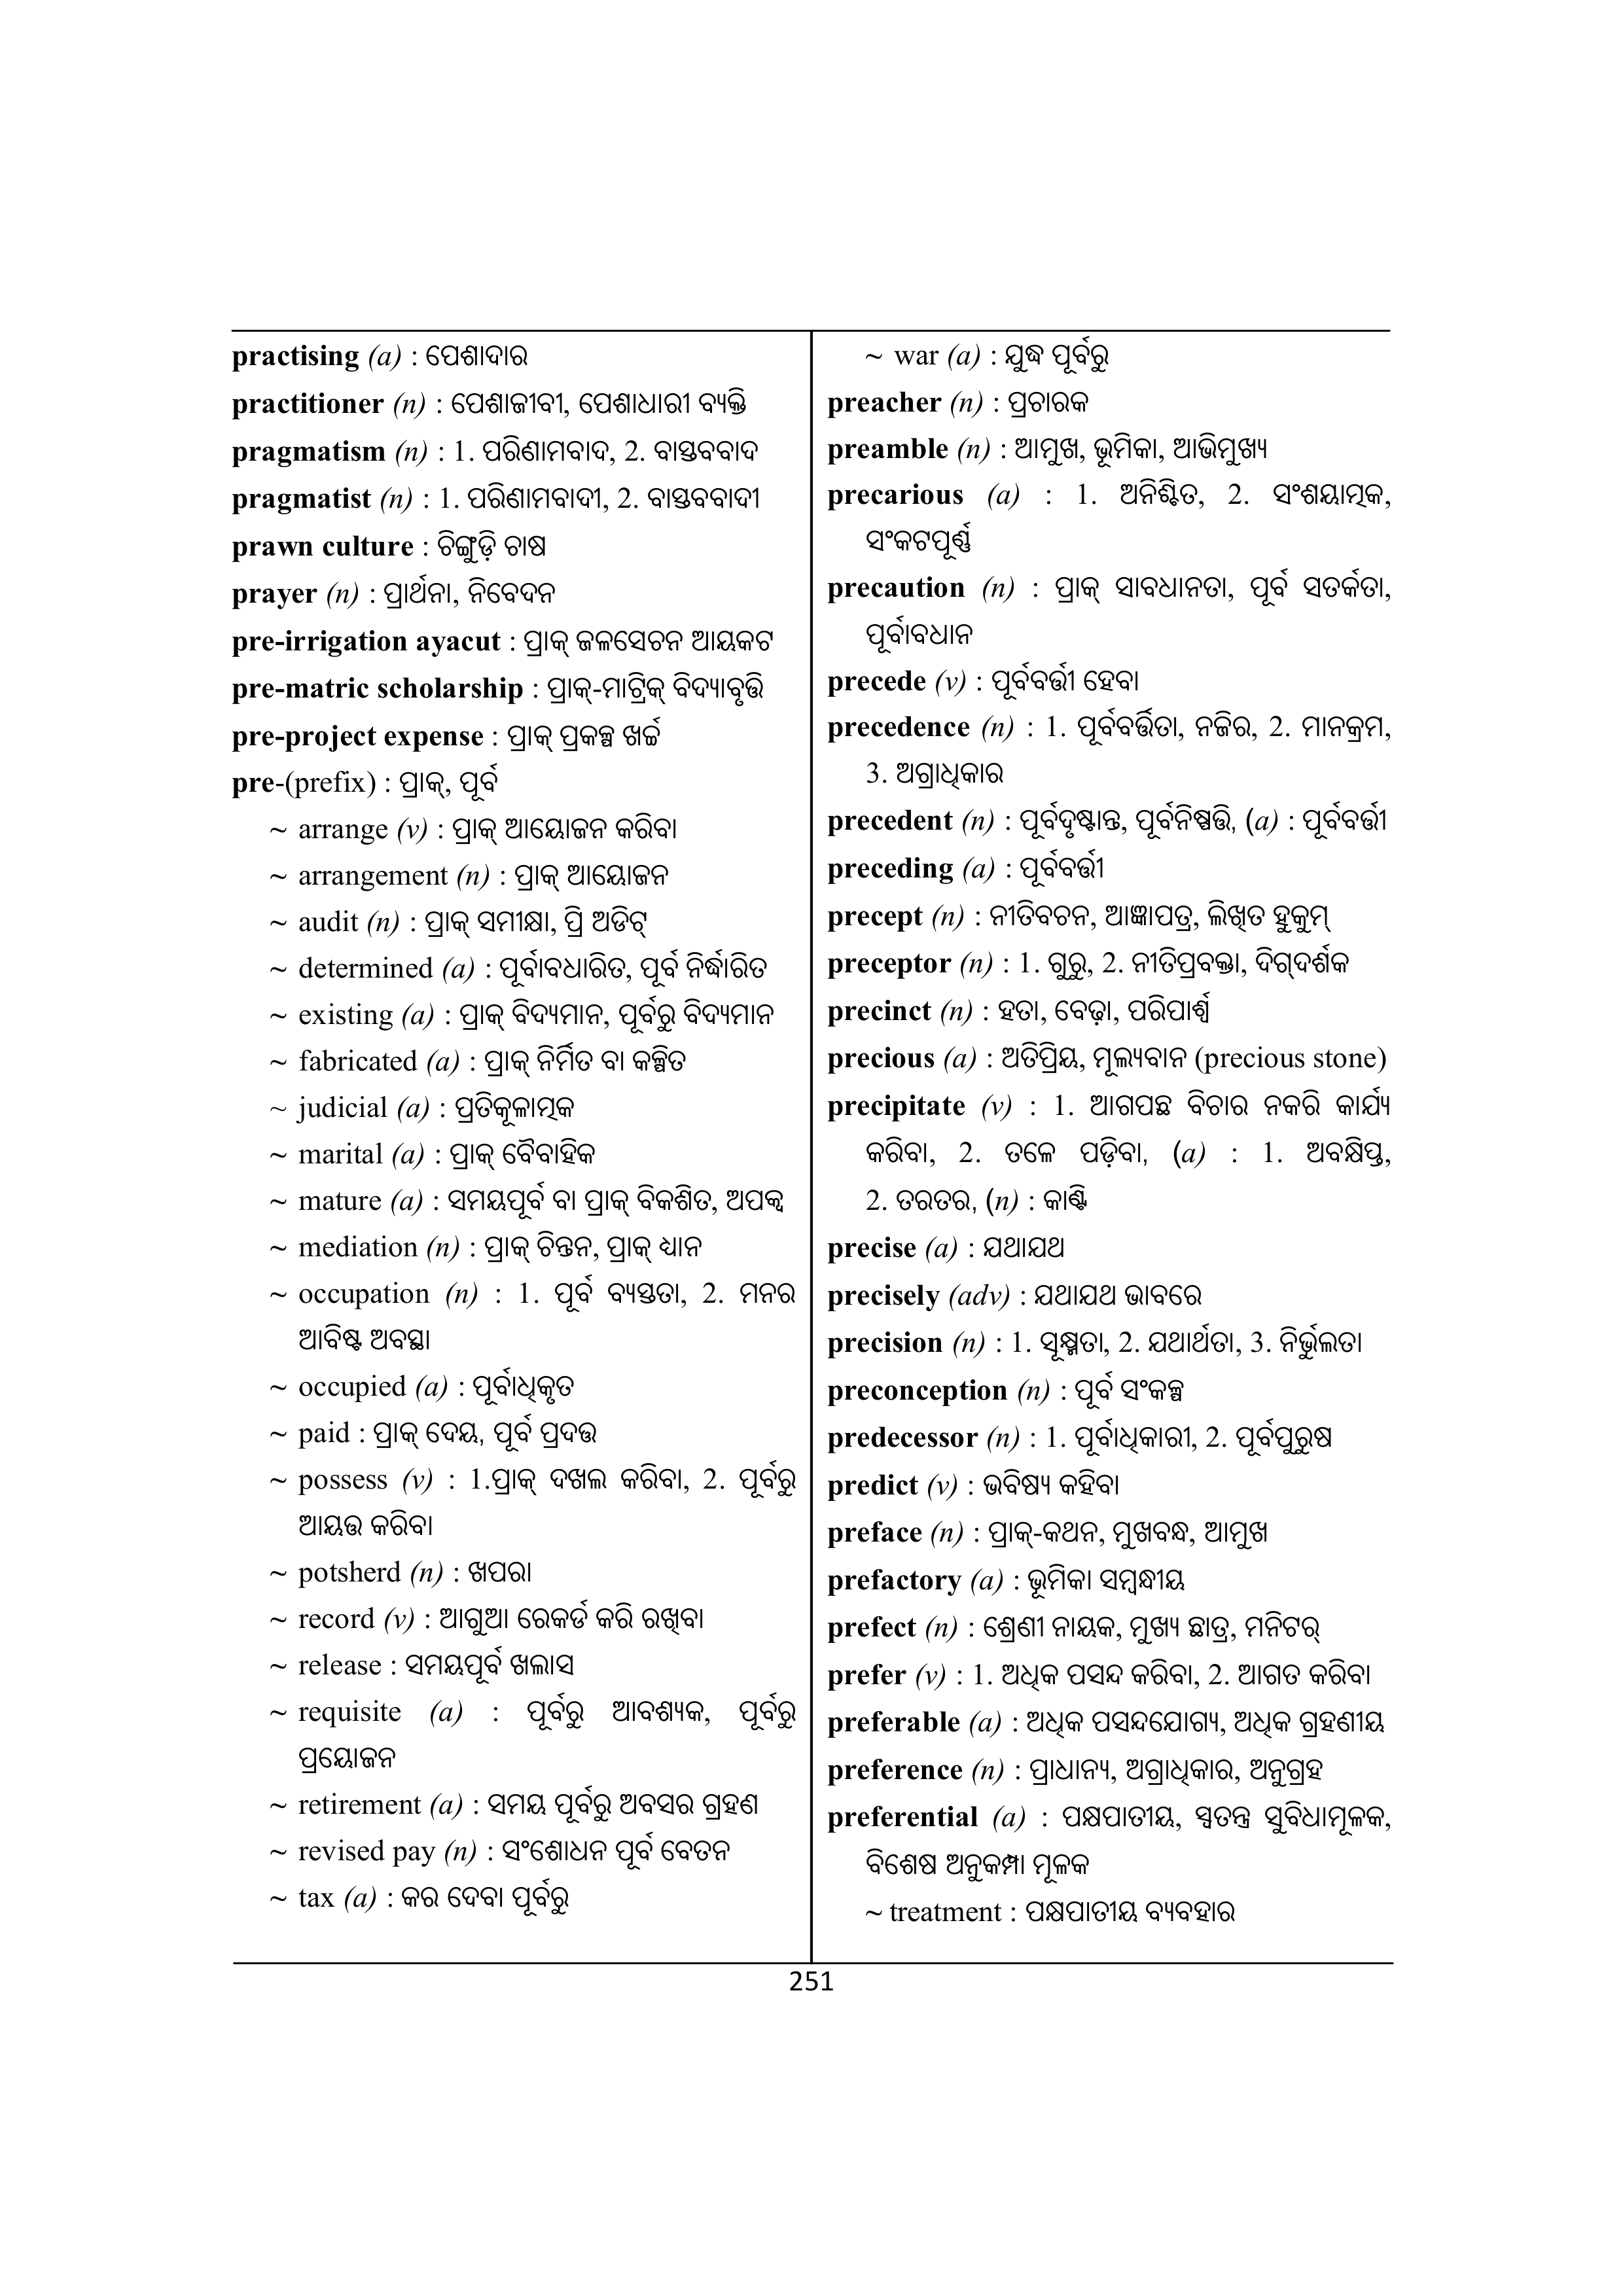 practising (a) : ପେଶାଦାର
practitioner (n) : ପେଶାଜୀବୀ, ପେଶାଧାରୀ ବ୍ୟକ୍ତି
pragmatism (n) : 1. ପରିଣାମବାଦ, 2. ବାସ୍ତବବାଦ
pragmatist (n) : 1. ପରିଣାମବାଦୀ, 2. ବାସ୍ତବବାଦୀ
prawn culture : ଚିଙ୍ଗୁଡ଼ି ଚାଷ
prayer (n) : ପ୍ରାର୍ଥନା, ନିବେଦନ
pre-irrigation ayacut : ପ୍ରାକ୍ ଜଳସେଚନ ଆୟକଟ
pre-matric scholarship : ପ୍ରାକ୍-ମାଟ୍ରିକ୍ ବିଦ୍ୟାବୃତ୍ତି
pre-project expense : ପ୍ରାକ୍ ପ୍ରକଳ୍ପ ଖର୍ଚ୍ଚ
pre-(prefix) : ପ୍ରାକ୍, ପୂର୍ବ
~ arrange (v) : ପ୍ରାକ୍ ଆୟୋଜନ କରିବା
~ arrangement (n) : ପ୍ରାକ୍ ଆୟୋଜନ
~ audit (n) : ପ୍ରାକ୍ ସମୀକ୍ଷା, ପ୍ରି ଅଡିଟ୍
~ determined (a) : ପୂର୍ବାବଧାରିତ, ପୂର୍ବ ନିର୍ଦ୍ଧାରିତ
~ existing (a) : ପ୍ରାକ୍ ବିଦ୍ୟମାନ, ପୂର୍ବରୁ ବିଦ୍ୟମାନ
~ fabricated (a) : ପ୍ରାକ୍ ନିର୍ମିତ ବା କଳ୍ପିତ
~ judicial (a) : ପ୍ରତିକୂଳାତ୍ମକ
~ marital (a) : ପ୍ରାକ୍ ବୈବାହିକ
~ mature (a) : ସମୟପୂର୍ବ ବା ପ୍ରାକ୍ ବିକଶିତ, ଅପକ୍ୱ
~ mediation (n) : ପ୍ରାକ୍ ଚିନ୍ତନ, ପ୍ରାକ୍ ଧ୍ୟାନ
~ occupation (n) : 1. ପୂର୍ବ ବ୍ୟସ୍ତତା, 2. ମନର
ଆବିଷ୍ଟ ଅବସ୍ଥା
~ occupied (a) : ପୂର୍ବାଧିକୃତ
~ paid : ପ୍ରାକ୍ ଦେୟ, ପୂର୍ବ ପ୍ରଦତ୍ତ
~ possess (v) : 1.ପ୍ରାକ୍ ଦଖଲ କରିବା, 2. ପୂର୍ବରୁ
ଆୟତ୍ତ କରିବା
~ potsherd (n) : ଖପରା
~ record (v) : ଆଗୁଆ ରେକର୍ଡ କରି ରଖିବା
~ release : ସମୟପୂର୍ବ ଖଲାସ
~ requisite (a) : ପୂର୍ବରୁ ଆବଶ୍ୟକ, ପୂର୍ବରୁ
ପ୍ରୟୋଜନ
~ retirement (a) : ସମୟ ପୂର୍ବରୁ ଅବସର ଗ୍ରହଣ
~ revised pay (n) : ସଂଶୋଧନ ପୂର୍ବ ବେତନ
~ tax (a) : କର ଦେବା ପୂର୍ବରୁ
~ war (a) : ଯୁଦ୍ଧ ପୂର୍ବରୁ
preacher (n) : ପ୍ରଚାରକ
preamble (n) : ଆମୁଖ, ଭୂମିକା, ଆଭିମୁଖ୍ୟ
precarious (a) : 1. ଅନିଶ୍ଚିତ, 2. ସଂଶୟାତ୍ମକ,
ସଂକଟପୂର୍ଣ୍ଣ
precaution (n) : ପ୍ରାକ୍ ସାବଧାନତା, ପୂର୍ବ ସତର୍କତା,
ପୂର୍ବାବଧାନ
precede (v) : ପୂର୍ବବର୍ତ୍ତୀ ହେବା
precedence (n) : 1. ପୂର୍ବବର୍ତ୍ତିତା, ନଜିର, 2. ମାନକ୍ରମ,
3. ଅଗ୍ରାଧିକାର
precedent (n) : ପୂର୍ବଦୃଷ୍ଟାନ୍ତ, ପୂର୍ବନିଷ୍ପତ୍ତି, (a) : ପୂର୍ବବର୍ତ୍ତୀ
preceding (a) : ପୂର୍ବବର୍ତ୍ତୀ
precept (n) : ନୀତିବଚନ, ଆଜ୍ଞାପତ୍ର, ଲିଖିତ ହୁକୁମ୍
preceptor (n) : 1. ଗୁରୁ, 2. ନୀତିପ୍ରବକ୍ତା, ଦିଗ୍‌ଦର୍ଶକ
precinct (n) : ହତା, ବେଢ଼ା, ପରିପାର୍ଶ୍ୱ
precious (a) : ଅତିପ୍ରିୟ, ମୂଲ୍ୟବାନ (precious stone)
precipitate (v) : 1. ଆଗପଛ ବିଚାର ନକରି କାର୍ଯ୍ୟ
କରିବା, 2. ତଳେ ପଡ଼ିବା, (a) : 1. ଅବକ୍ଷିପ୍ତ,
2. ତରତର, (n) : କାଣ୍ଟି
precise (a) : ଯଥାଯଥ
precisely (adv) : ଯଥାଯଥ ଭାବରେ
precision (n) : 1. ସୂକ୍ଷ୍ମତା, 2. ଯଥାର୍ଥତା, 3. ନିର୍ଭୁଲତା
preconception (n) : ପୂର୍ବ ସଂକଳ୍ପ
predecessor (n) : 1. ପୂର୍ବାଧିକାରୀ, 2. ପୂର୍ବପୁରୁଷ
predict (v) : ଭବିଷ୍ୟ କହିବା
preface (n) : ପ୍ରାକ୍-କଥନ, ମୁଖବନ୍ଧ, ଆମୁଖ
prefactory (a) : ଭୂମିକା ସମ୍ବନ୍ଧୀୟ
prefect (n) : ଶ୍ରେଣୀ ନାୟକ, ମୁଖ୍ୟ ଛାତ୍ର, ମନିଟର୍
prefer (v) : 1. ଅଧିକ ପସନ୍ଦ କରିବା, 2. ଆଗତ କରିବା
preferable (a) : ଅଧିକ ପସନ୍ଦଯୋଗ୍ୟ, ଅଧିକ ଗ୍ରହଣୀୟ
preference (n) : ପ୍ରାଧାନ୍ୟ, ଅଗ୍ରାଧିକାର, ଅନୁଗ୍ରହ
preferential (a) : ପକ୍ଷପାତୀୟ, ସ୍ୱତନ୍ତ୍ର ସୁବିଧାମୂଳକ,
ବିଶେଷ ଅନୁକମ୍ପା ମୂଳକ
~ treatment : ପକ୍ଷପାତୀୟ ବ୍ୟବହାର
251